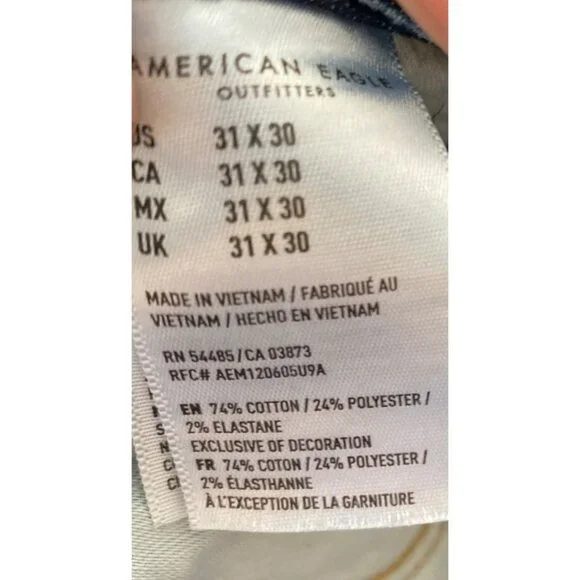 AMERICAN EAGLE
OUTFITTERS
US 31 X 30
CA 31 X 30
MX 31 X 30
UK 31 X 30
MADE IN VIETNAM / FABRIQUÉ AU
VIETNAM / HECHO EN VIETNAM
RN 54485 / CA 03873
RFC# AEM120605U9A
EN 74% COTTON / 24% POLYESTER /
2% ELASTANE
EXCLUSIVE OF DECORATION
FR 74% COTON / 24% POLYESTER /
2% ÉLASTHANNE
À L'EXCEPTION DE LA GARNITURE